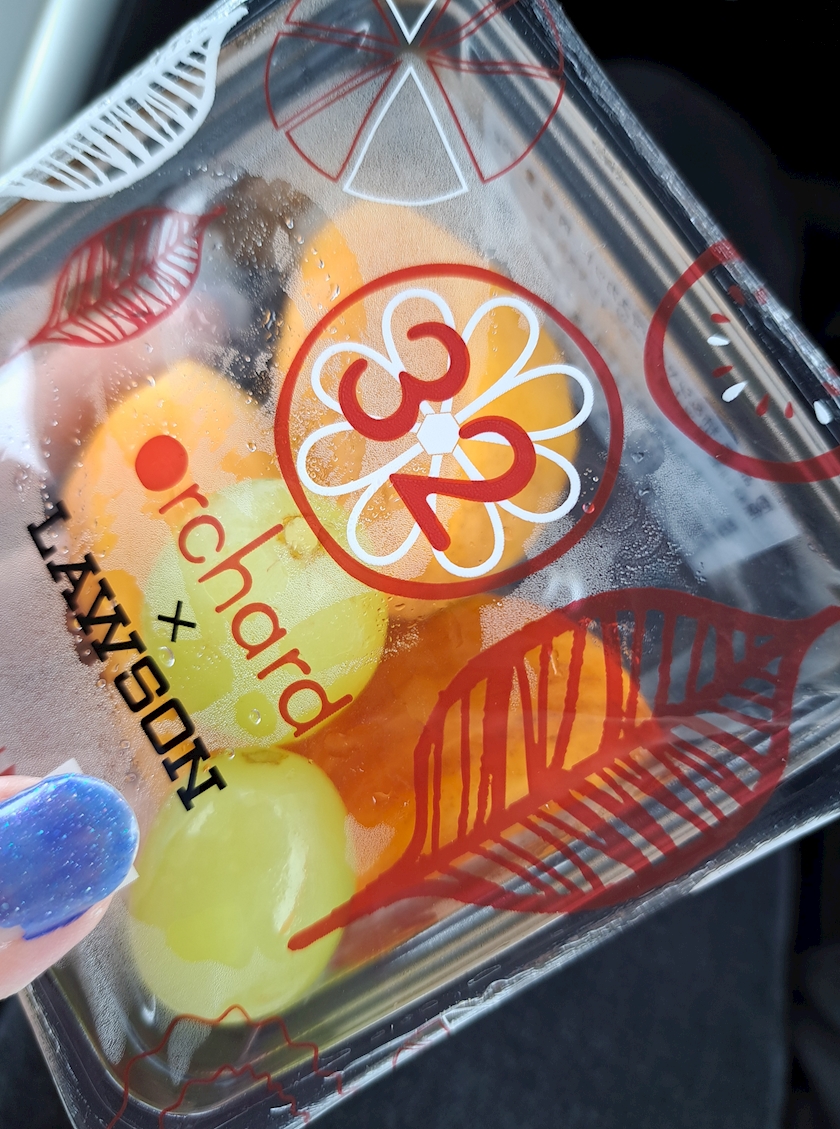 32
orchard
×
LAWSON